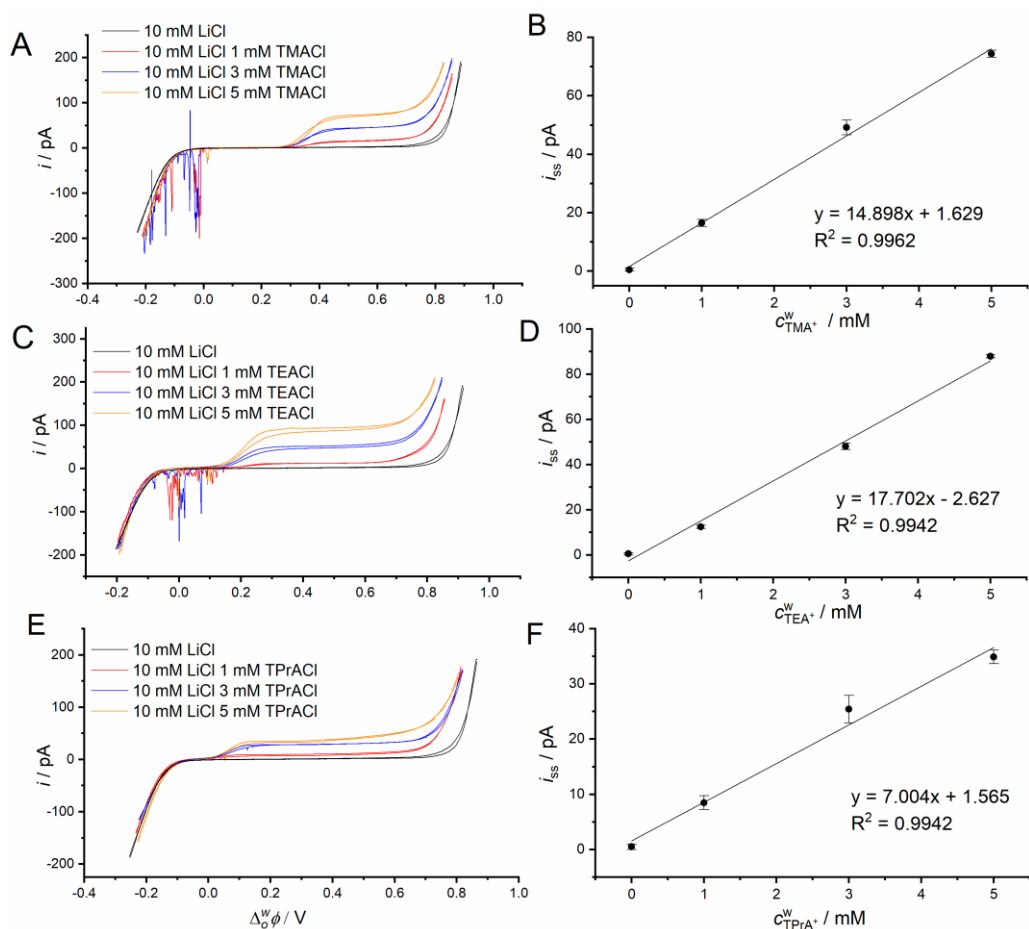 A
10 mM LiCl
10 mM LiCl 1 mM TMACl
10 mM LiCl 3 mM TMACl
10 mM LiCl 5 mM TMACl
200
100
0
-100
-200
-300
i / pA
-0.4 -0.2 0.0 0.2 0.4 0.6 0.8 1.0
B
80
60
40
20
0
i_ss / pA
y = 14.898x + 1.629
R² = 0.9962
0 1 2 3 4 5
c^w_TMA⁺ / mM
C
10 mM LiCl
10 mM LiCl 1 mM TEACl
10 mM LiCl 3 mM TEACl
10 mM LiCl 5 mM TEACl
300
200
100
0
-100
-200
i / pA
-0.2 0.0 0.2 0.4 0.6 0.8 1.0
D
100
80
60
40
20
0
i_ss / pA
y = 17.702x - 2.627
R² = 0.9942
0 1 2 3 4 5
c^w_TEA⁺ / mM
E
10 mM LiCl
10 mM LiCl 1 mM TPrACl
10 mM LiCl 3 mM TPrACl
10 mM LiCl 5 mM TPrACl
200
100
0
-100
-200
i / pA
-0.4 -0.2 0.0 0.2 0.4 0.6 0.8 1.0
Δ^w_o ϕ / V
F
40
30
20
10
0
i_ss / pA
y = 7.004x + 1.565
R² = 0.9942
0 1 2 3 4 5
c^w_TPrA⁺ / mM